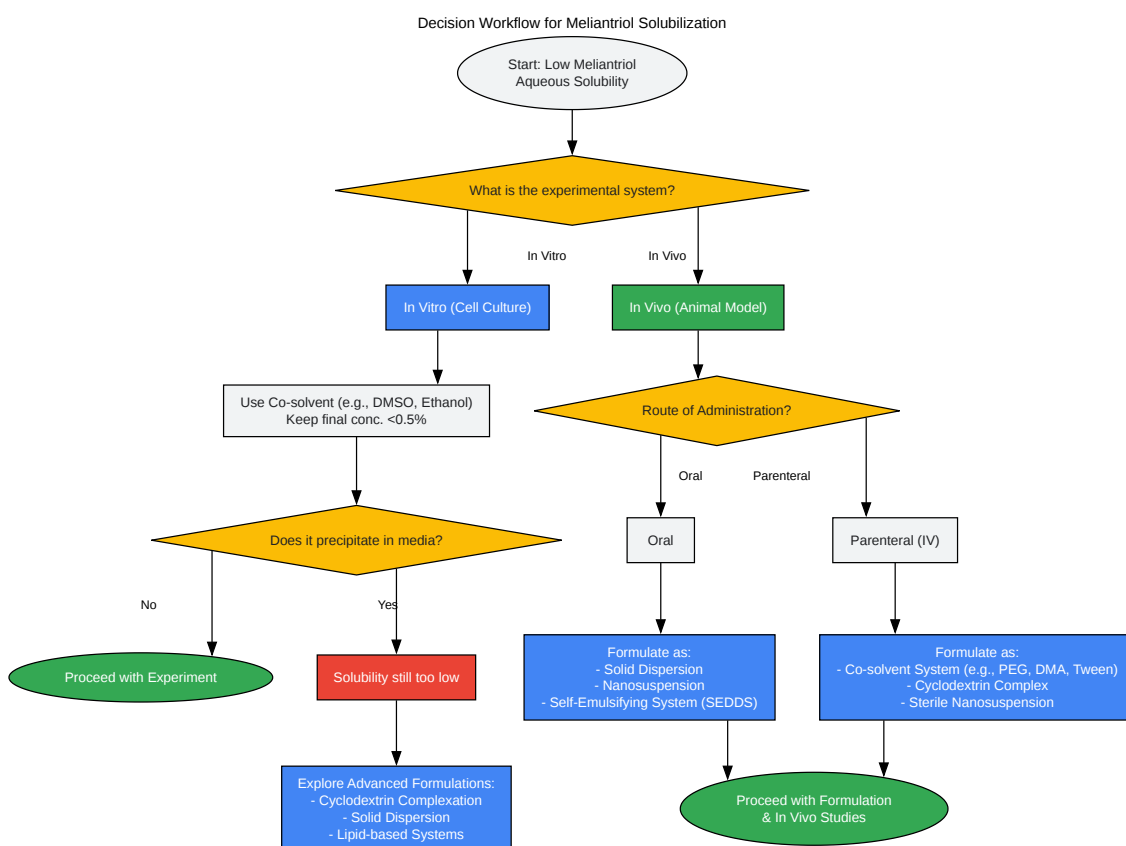 Decision Workflow for Meliantriol Solubilization
Start: Low Meliantriol
Aqueous Solubility
What is the experimental system?
In Vitro
In Vivo
In Vitro (Cell Culture)
In Vivo (Animal Model)
Use Co-solvent (e.g., DMSO, Ethanol)
Keep final conc. <0.5%
Route of Administration?
Oral
Parenteral
Does it precipitate in media?
Oral
Parenteral (IV)
No
Yes
Proceed with Experiment
Solubility still too low
Formulate as:
- Solid Dispersion
- Nanosuspension
- Self-Emulsifying System (SEDDS)
Formulate as:
- Co-solvent System (e.g., PEG, DMA, Tween)
- Cyclodextrin Complex
- Sterile Nanosuspension
Explore Advanced Formulations:
- Cyclodextrin Complexation
- Solid Dispersion
- Lipid-based Systems
Proceed with Formulation
& In Vivo Studies